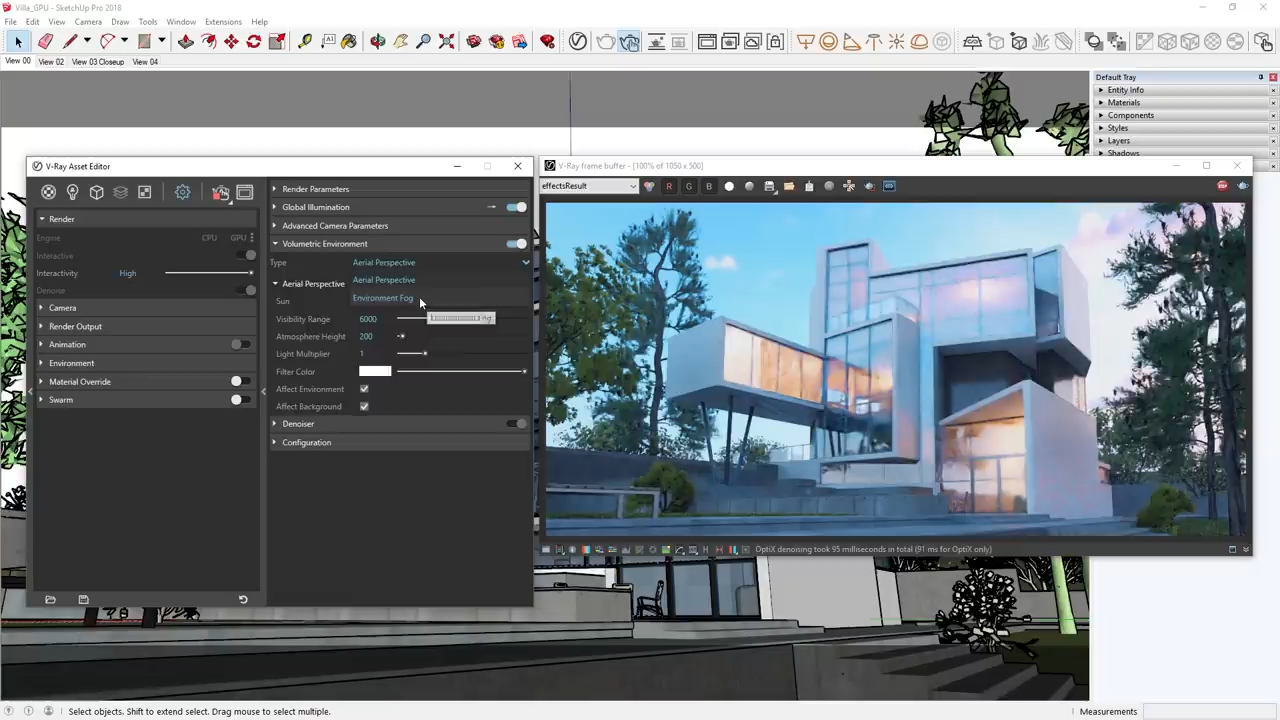 Villa_GPU - SketchUp Pro 2018
File Edit View Camera Draw Tools Window Extensions Help
View 00 View 02 View 03 Closeup View 04
Default Tray
Entity Info
Materials
Components
Styles
Layers
Shadows
V-Ray Asset Editor
Render
Engine CPU GPU
Interactive
Interactivity High
Denoise
Camera
Render Output
Animation
Environment
Material Override
Swarm
Render Parameters
Global Illumination
Advanced Camera Parameters
Volumetric Environment
Type Aerial Perspective
Aerial Perspective
Aerial Perspective
Environment Fog
Sun
Visibility Range 6000
Atmosphere Height 200
Light Multiplier 1
Filter Color
Affect Environment
Affect Background
Denoiser
Configuration
V-Ray frame buffer - [100% of 1050 x 500]
effectsResult
R G B
OptiX denoising took 95 milliseconds in total (91 ms for OptiX only)
Select objects. Shift to extend select. Drag mouse to select multiple.
Measurements